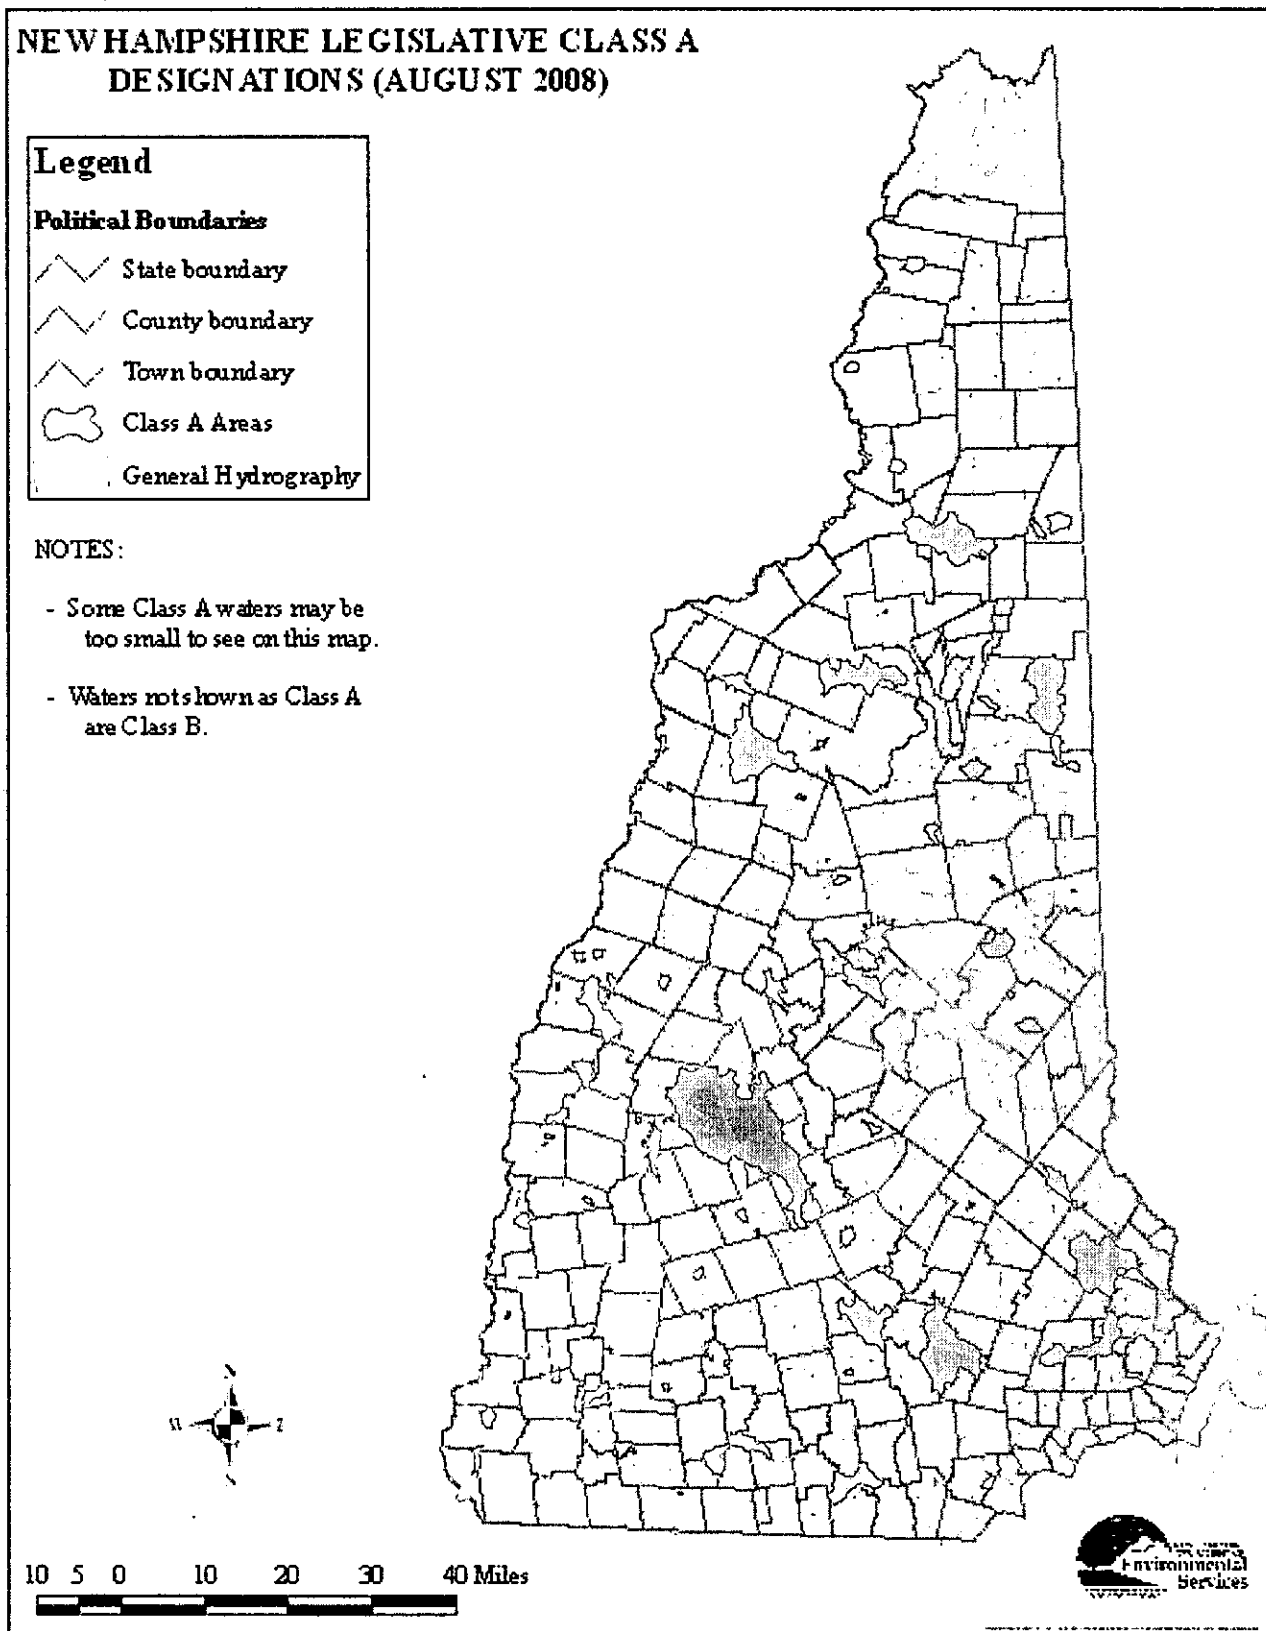 NEW HAMPSHIRE LEGISLATIVE CLASS A
DESIGNATIONS (AUGUST 2008)
Legend
Political Boundaries
State boundary
County boundary
Town boundary
Class A Areas
General Hydrography
NOTES:
- Some Class A waters may be
too small to see on this map.
- Waters not shown as Class A
are Class B.
10 5 0 10 20 30 40 Miles
Environmental
Services